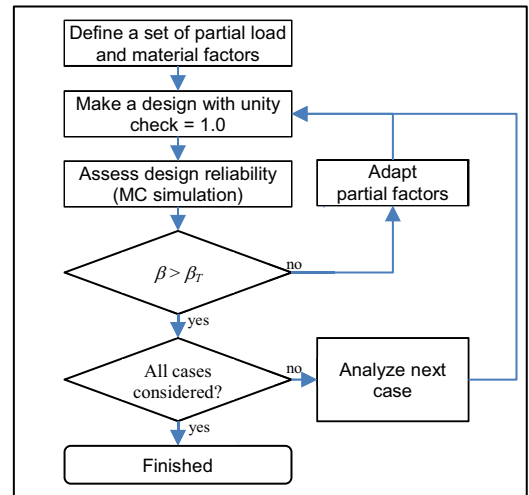 Define a set of partial load
and material factors
Make a design with unity
check = 1.0
Assess design reliability
(MC simulation)
Adapt
partial factors
β > β_T
no
yes
All cases
considered?
no
Analyze next
case
yes
Finished